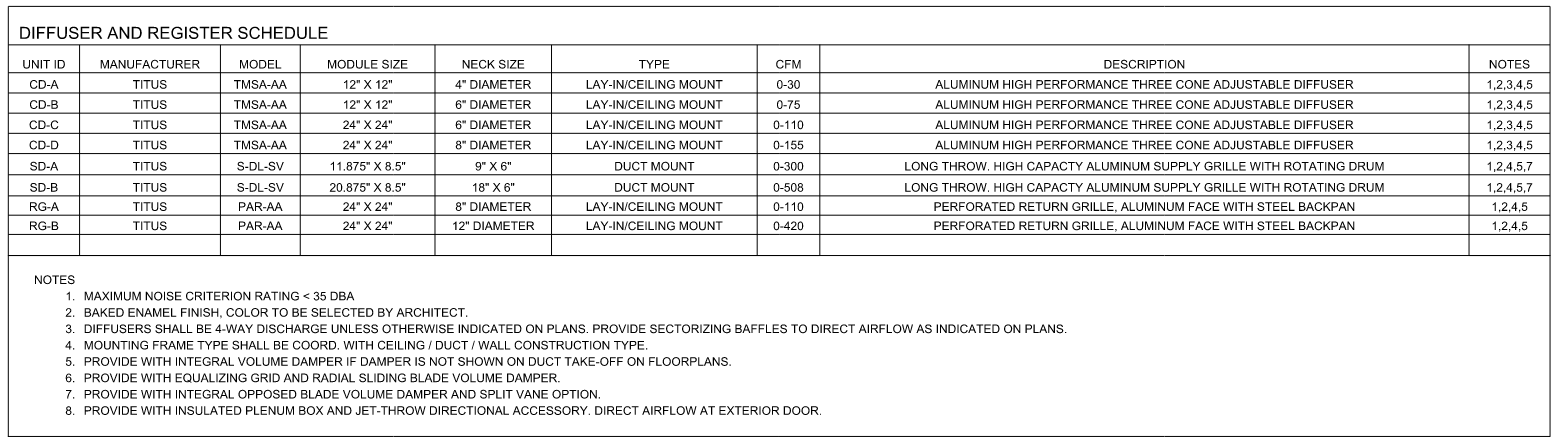 DIFFUSER AND REGISTER SCHEDULE
UNIT ID MANUFACTURER MODEL MODULE SIZE NECK SIZE TYPE CFM DESCRIPTION NOTES
CD-A TITUS TMSA-AA 12" X 12" 4" DIAMETER LAY-IN/CEILING MOUNT 0-30 ALUMINUM HIGH PERFORMANCE THREE CONE ADJUSTABLE DIFFUSER 1,2,3,4,5
CD-B TITUS TMSA-AA 12" X 12" 6" DIAMETER LAY-IN/CEILING MOUNT 0-75 ALUMINUM HIGH PERFORMANCE THREE CONE ADJUSTABLE DIFFUSER 1,2,3,4,5
CD-C TITUS TMSA-AA 24" X 24" 6" DIAMETER LAY-IN/CEILING MOUNT 0-110 ALUMINUM HIGH PERFORMANCE THREE CONE ADJUSTABLE DIFFUSER 1,2,3,4,5
CD-D TITUS TMSA-AA 24" X 24" 8" DIAMETER LAY-IN/CEILING MOUNT 0-155 ALUMINUM HIGH PERFORMANCE THREE CONE ADJUSTABLE DIFFUSER 1,2,3,4,5
SD-A TITUS S-DL-SV 11.875" X 8.5" 9" X 6" DUCT MOUNT 0-300 LONG THROW. HIGH CAPACTY ALUMINUM SUPPLY GRILLE WITH ROTATING DRUM 1,2,4,5,7
SD-B TITUS S-DL-SV 20.875" X 8.5" 18" X 6" DUCT MOUNT 0-508 LONG THROW. HIGH CAPACTY ALUMINUM SUPPLY GRILLE WITH ROTATING DRUM 1,2,4,5,7
RG-A TITUS PAR-AA 24" X 24" 8" DIAMETER LAY-IN/CEILING MOUNT 0-110 PERFORATED RETURN GRILLE, ALUMINUM FACE WITH STEEL BACKPAN 1,2,4,5
RG-B TITUS PAR-AA 24" X 24" 12" DIAMETER LAY-IN/CEILING MOUNT 0-420 PERFORATED RETURN GRILLE, ALUMINUM FACE WITH STEEL BACKPAN 1,2,4,5
NOTES
1. MAXIMUM NOISE CRITERION RATING < 35 DBA
2. BAKED ENAMEL FINISH, COLOR TO BE SELECTED BY ARCHITECT.
3. DIFFUSERS SHALL BE 4-WAY DISCHARGE UNLESS OTHERWISE INDICATED ON PLANS. PROVIDE SECTORIZING BAFFLES TO DIRECT AIRFLOW AS INDICATED ON PLANS.
4. MOUNTING FRAME TYPE SHALL BE COORD. WITH CEILING / DUCT / WALL CONSTRUCTION TYPE.
5. PROVIDE WITH INTEGRAL VOLUME DAMPER IF DAMPER IS NOT SHOWN ON DUCT TAKE-OFF ON FLOORPLANS.
6. PROVIDE WITH EQUALIZING GRID AND RADIAL SLIDING BLADE VOLUME DAMPER.
7. PROVIDE WITH INTEGRAL OPPOSED BLADE VOLUME DAMPER AND SPLIT VANE OPTION.
8. PROVIDE WITH INSULATED PLENUM BOX AND JET-THROW DIRECTIONAL ACCESSORY. DIRECT AIRFLOW AT EXTERIOR DOOR.